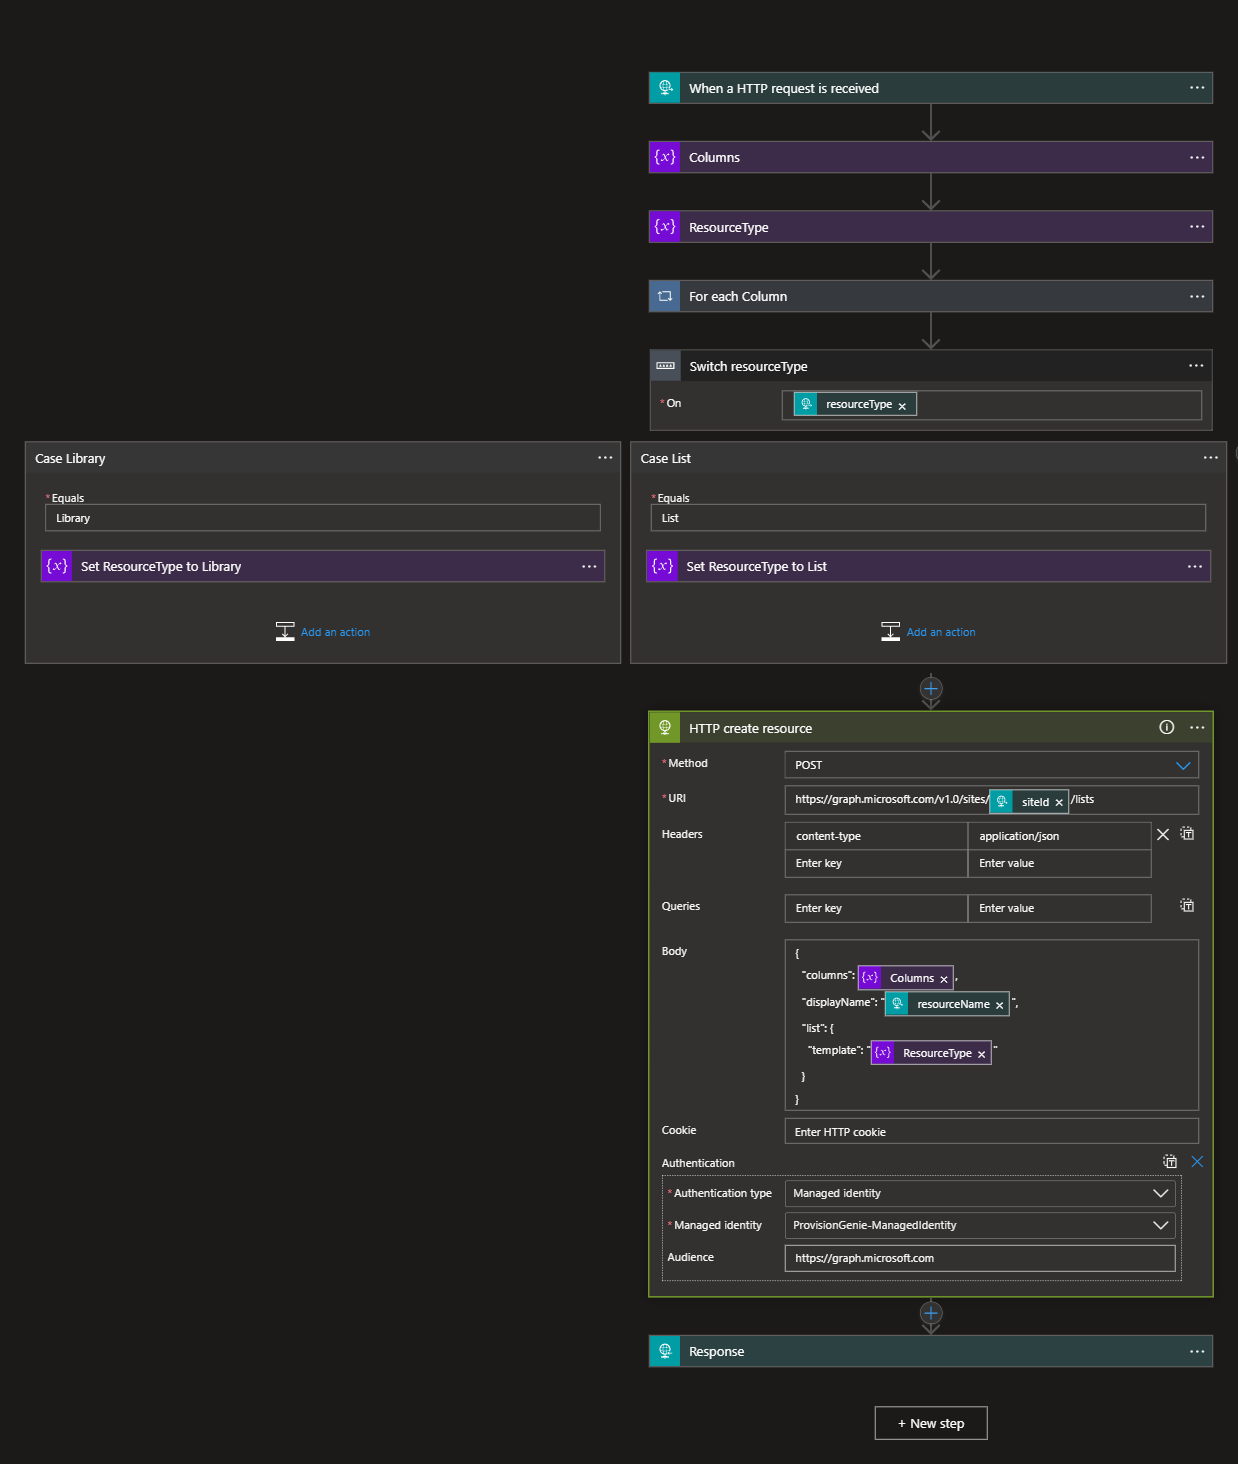 When a HTTP request is received
{x} Columns
{x} ResourceType
For each Column
Switch resourceType
*On resourceType ×
Case Library
*Equals
Library
{x} Set ResourceType to Library
Add an action
Case List
*Equals
List
{x} Set ResourceType to List
Add an action
HTTP create resource
*Method POST
*URI https://graph.microsoft.com/v1.0/sites/ siteId × /lists
Headers content-type application/json
Enter key Enter value
Queries Enter key Enter value
Body {
"columns": {x} Columns × ,
"displayName": " resourceName × ",
"list": {
"template": " {x} ResourceType × "
}
}
Cookie Enter HTTP cookie
Authentication
*Authentication type Managed identity
*Managed identity ProvisionGenie-ManagedIdentity
Audience https://graph.microsoft.com
Response
+ New step